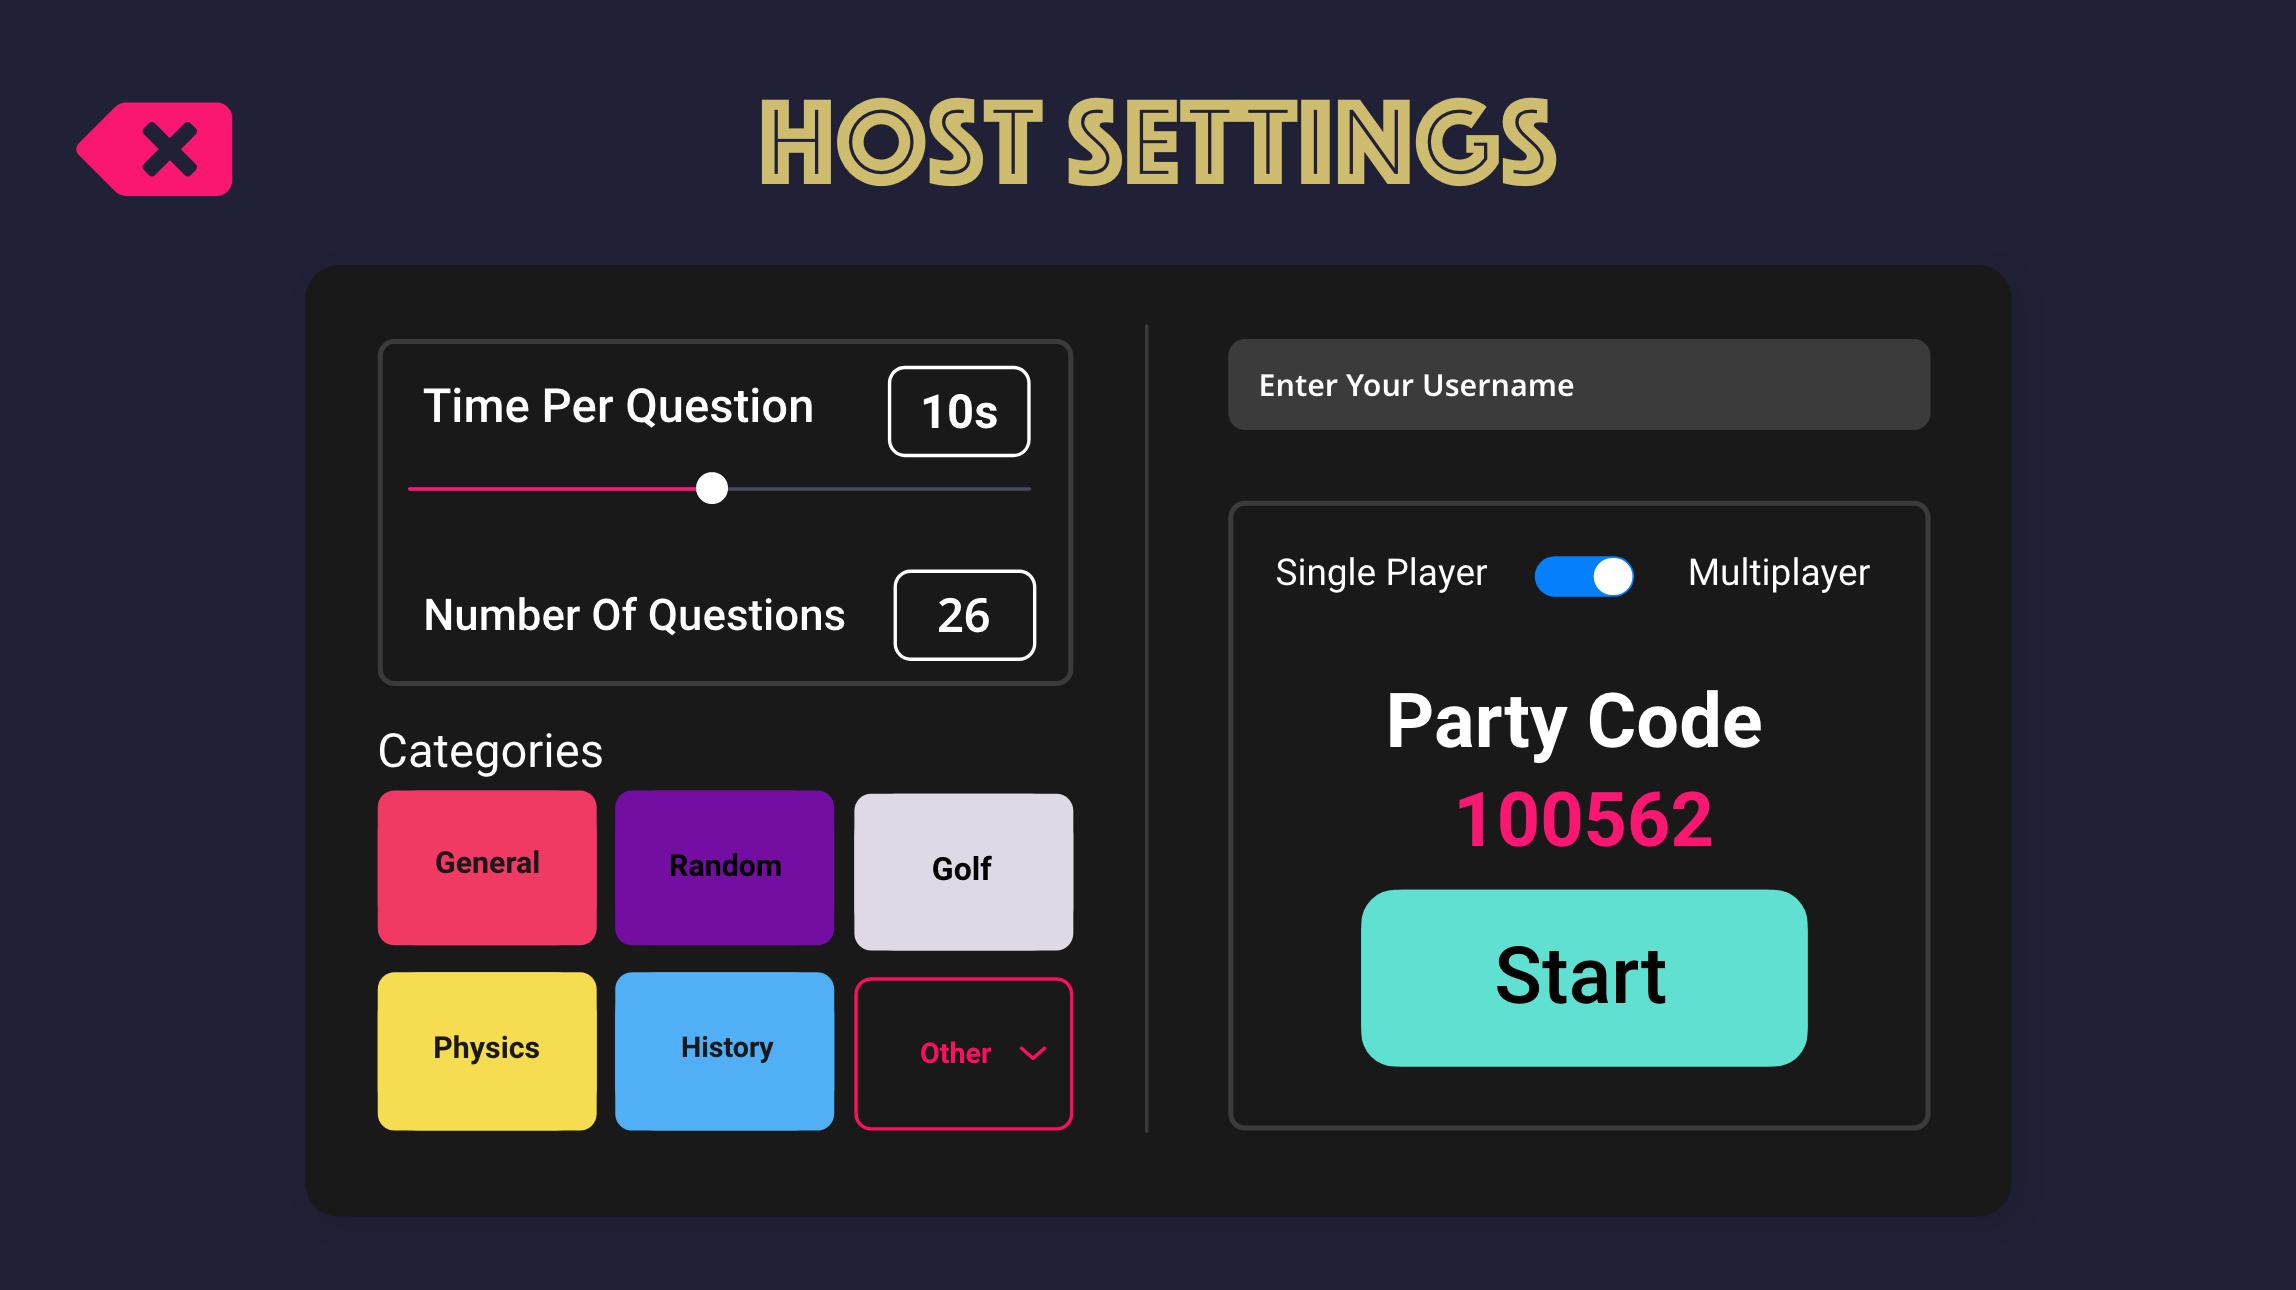 HOST SETTINGS
Time Per Question
10s
Number Of Questions
26
Categories
General
Random
Golf
Physics
History
Other
Enter Your Username
Single Player
Multiplayer
Party Code
100562
Start